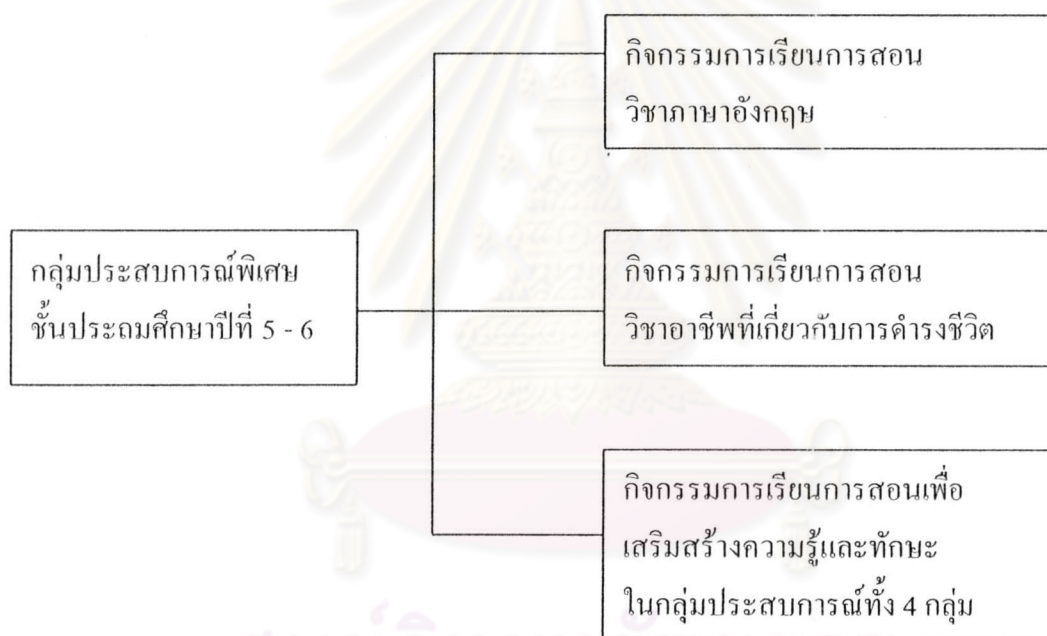 กิจกรรมการเรียนการสอน
วิชาภาษาอังกฤษ
กลุ่มประสบการณ์พิเศษ
ชั้นประถมศึกษาปีที่ 5 - 6
กิจกรรมการเรียนการสอน
วิชาอาชีพที่เกี่ยวกับการดำรงชีวิต
กิจกรรมการเรียนการสอนเพื่อ
เสริมสร้างความรู้และทักษะ
ในกลุ่มประสบการณ์ทั้ง 4 กลุ่ม